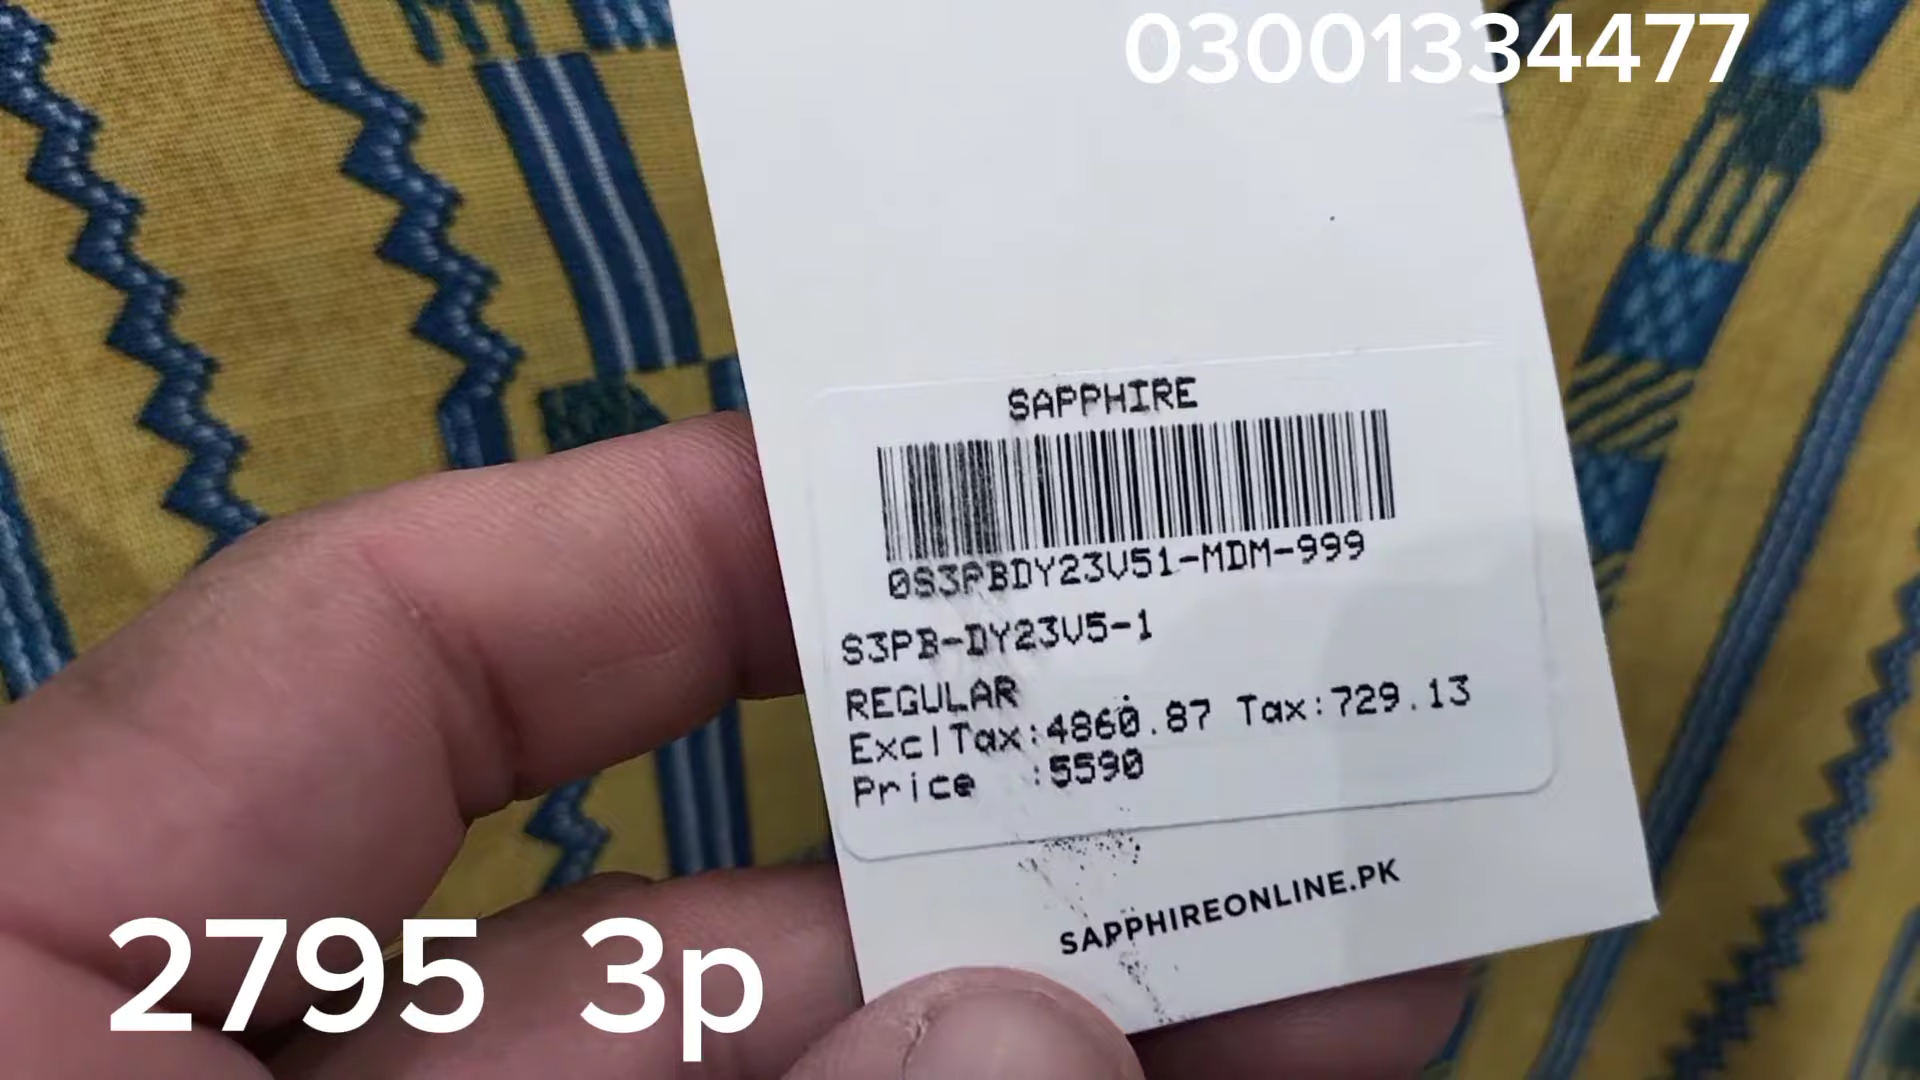 03001334477
SAPPHIRE
0S3PBDY23V51-MDM-999
S3PB-DY23V5-1
REGULAR
ExclTax:4860.87 Tax:729.13
Price :5590
SAPPHIREONLINE.PK
2795 3p